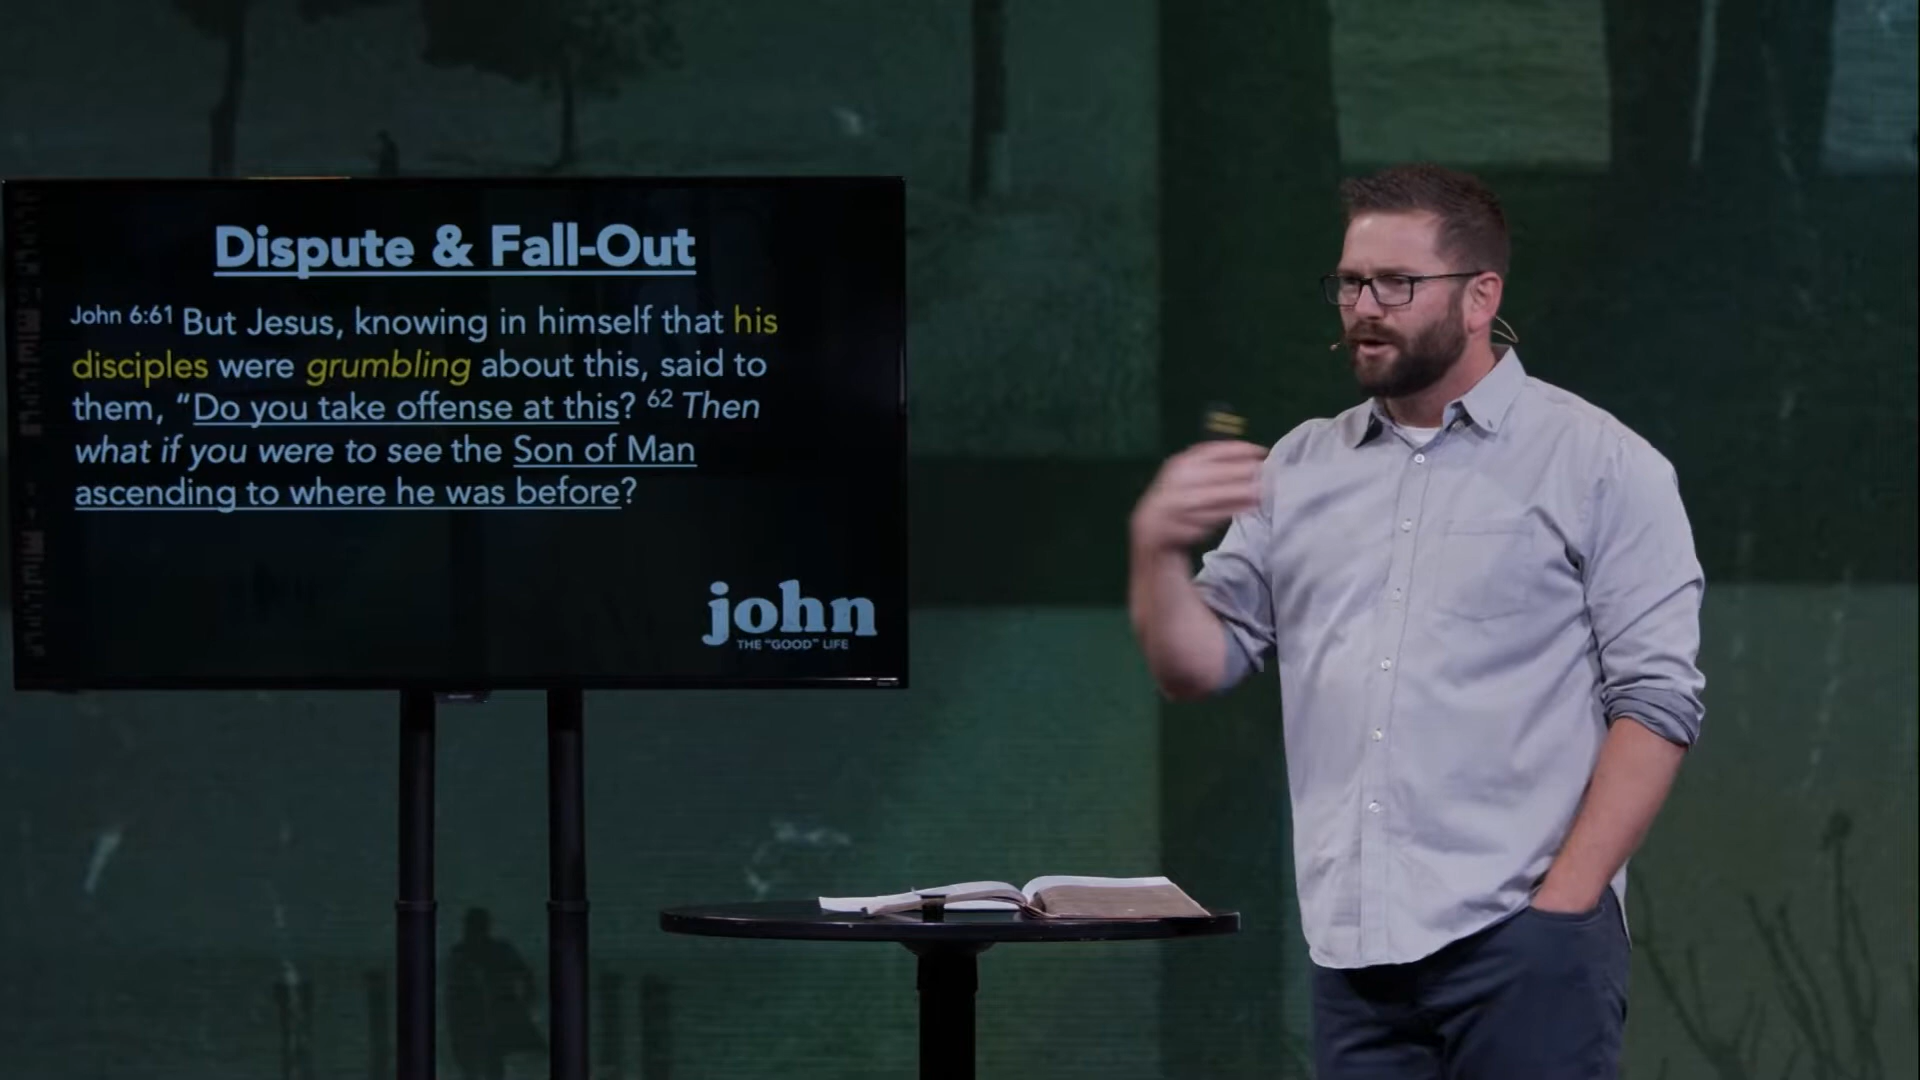 Dispute & Fall-Out
John 6:61 But Jesus, knowing in himself that his
disciples were grumbling about this, said to
them, “Do you take offense at this? 62 Then
what if you were to see the Son of Man
ascending to where he was before?
john
THE “GOOD” LIFE